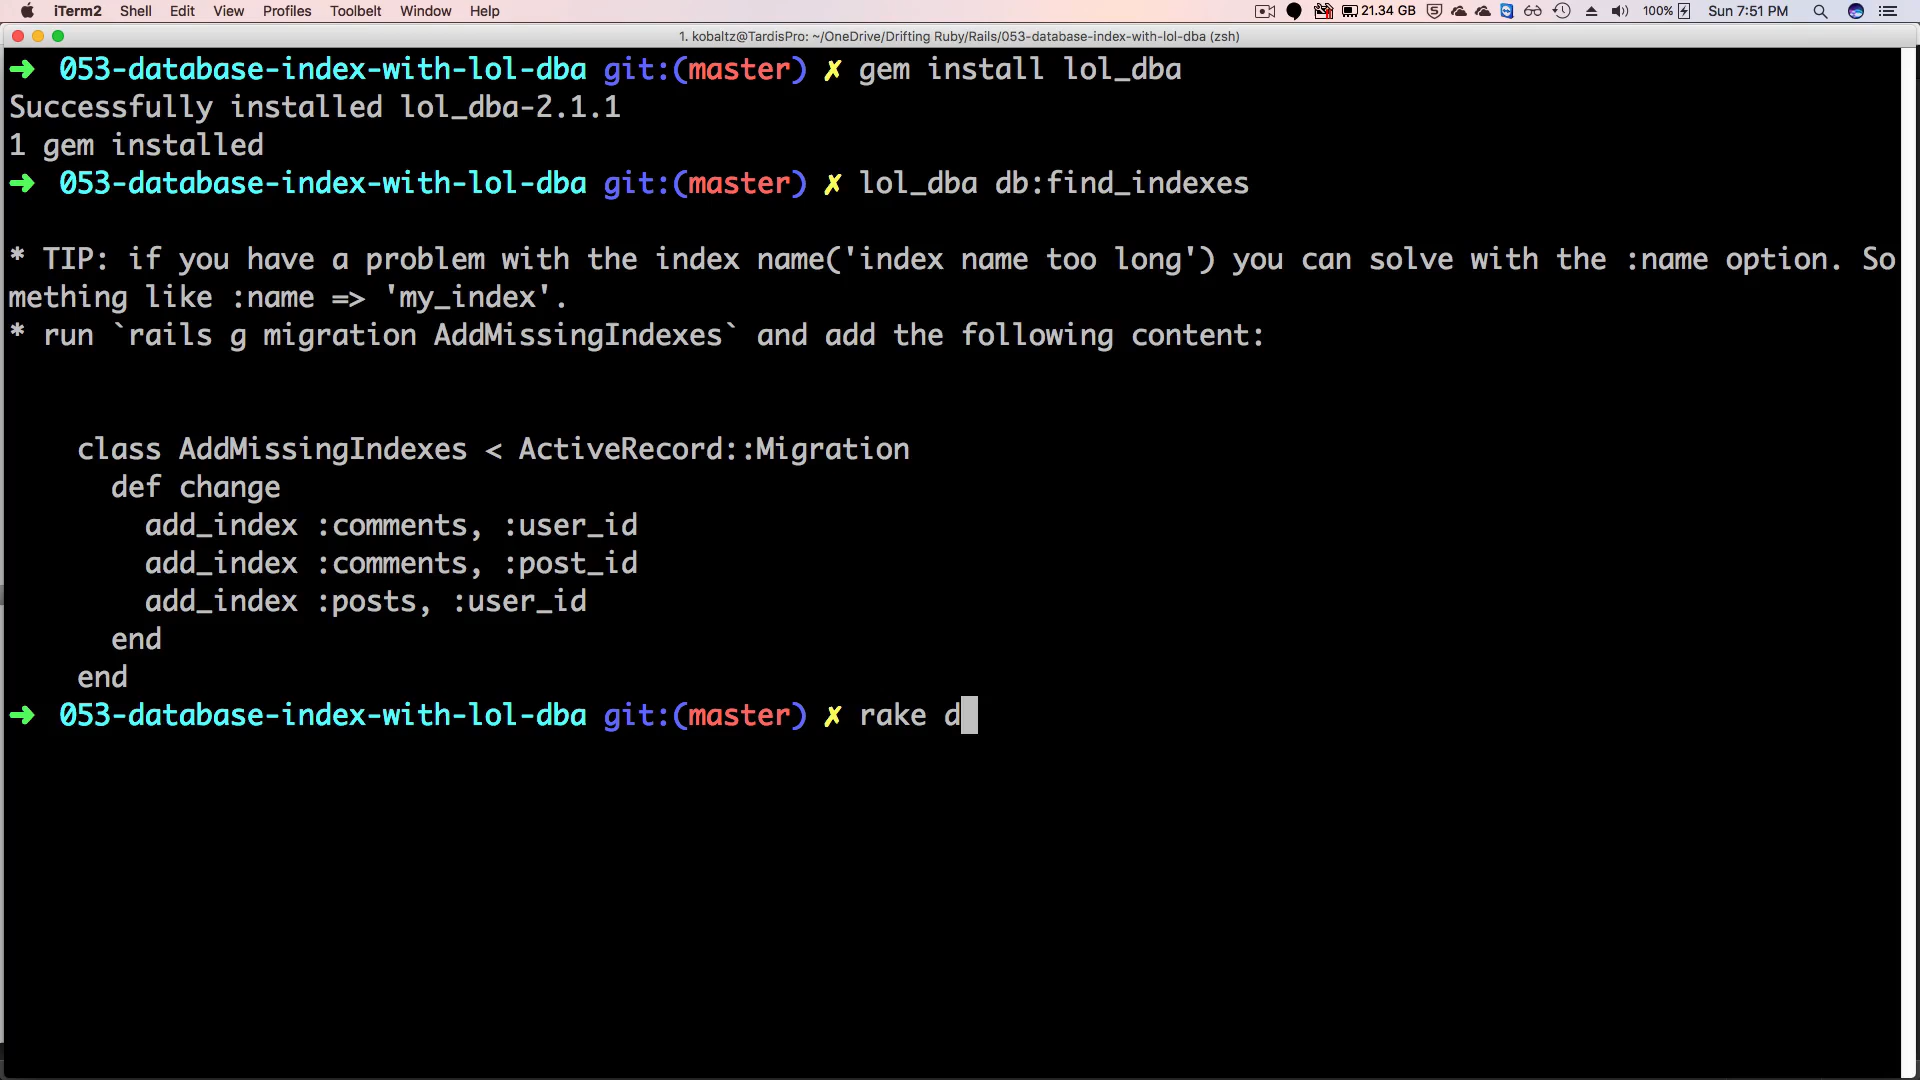 iTerm2 Shell Edit View Profiles Toolbelt Window Help 21.34 GB 100% Sun 7:51 PM
1. kobaltz@TardisPro: ~/OneDrive/Drifting Ruby/Rails/053-database-index-with-lol-dba (zsh)
➜ 053-database-index-with-lol-dba git:(master) ✗ gem install lol_dba
Successfully installed lol_dba-2.1.1
1 gem installed
➜ 053-database-index-with-lol-dba git:(master) ✗ lol_dba db:find_indexes
* TIP: if you have a problem with the index name('index name too long') you can solve with the :name option. So
mething like :name => 'my_index'.
* run `rails g migration AddMissingIndexes` and add the following content:
class AddMissingIndexes < ActiveRecord::Migration
def change
add_index :comments, :user_id
add_index :comments, :post_id
add_index :posts, :user_id
end
end
➜ 053-database-index-with-lol-dba git:(master) ✗ rake d